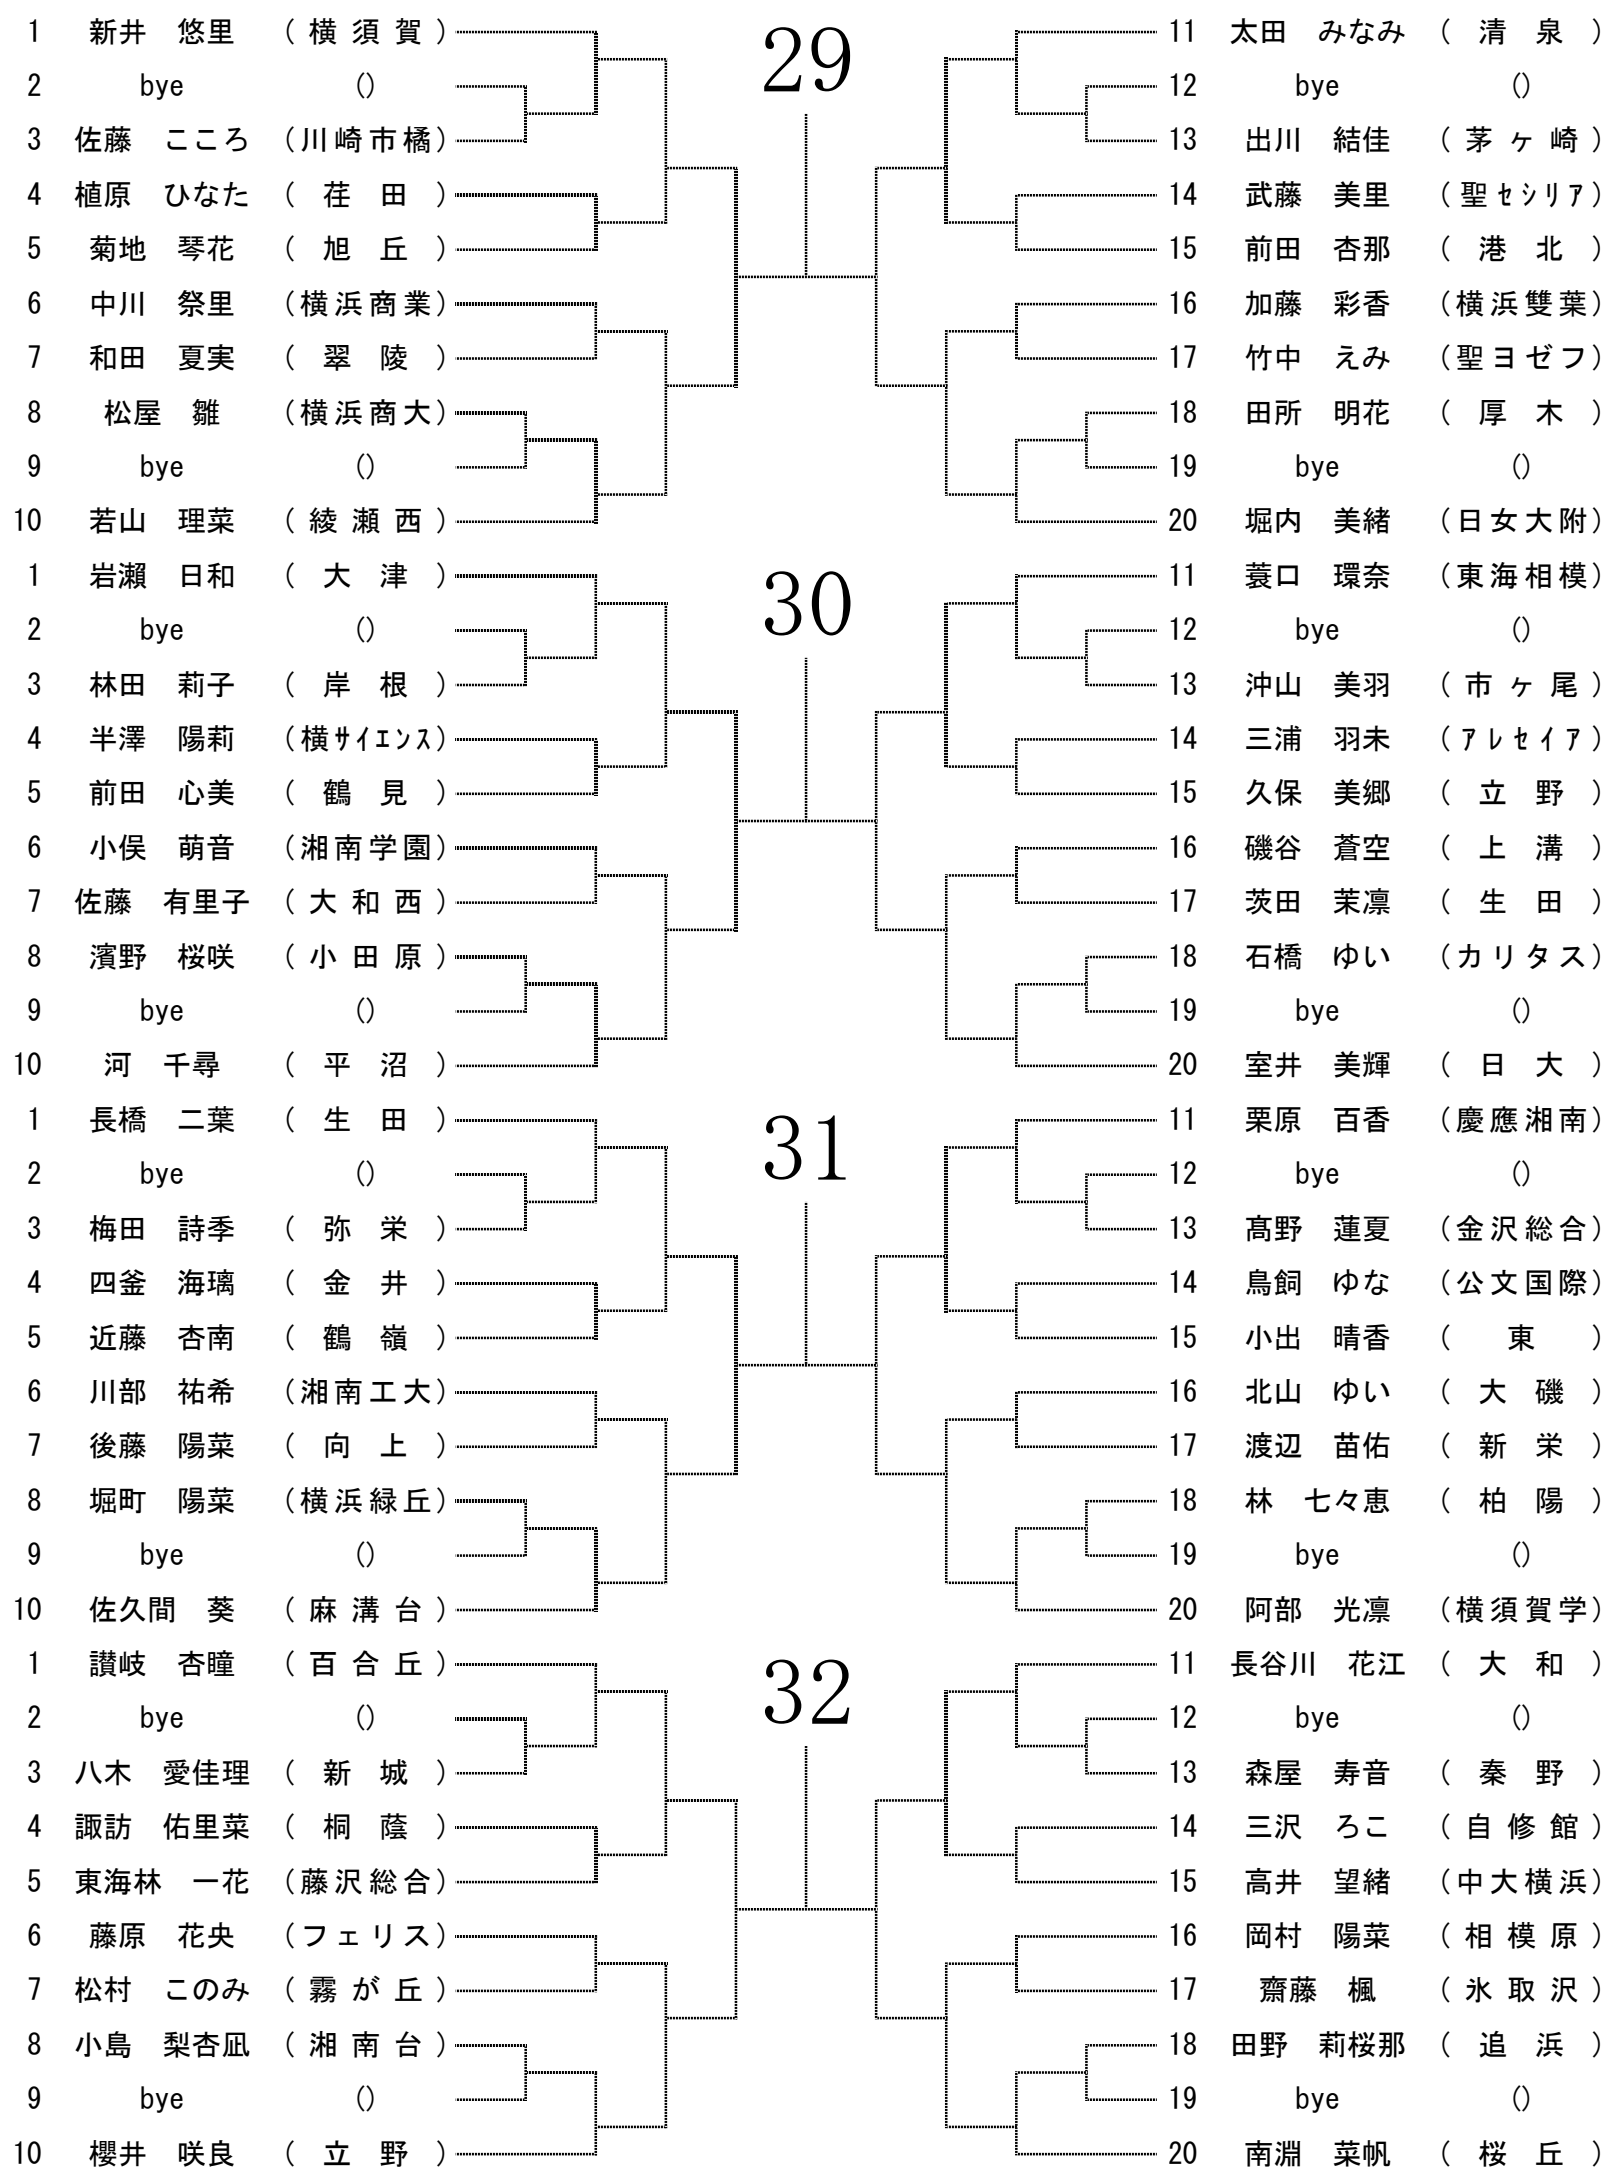 29
1 新井 悠里 (横須賀) 11 太田 みなみ (清泉)
2 bye () 12 bye ()
3 佐藤 こころ (川崎市橘) 13 出川 結佳 (茅ヶ崎)
4 植原 ひなた (荏田) 14 武藤 美里 (聖セシリア)
5 菊地 琴花 (旭丘) 15 前田 杏那 (港北)
6 中川 祭里 (横浜商業) 16 加藤 彩香 (横浜雙葉)
7 和田 夏実 (翠陵) 17 竹中 えみ (聖ヨゼフ)
8 松屋 雛 (横浜商大) 18 田所 明花 (厚木)
9 bye () 19 bye ()
10 若山 理菜 (綾瀬西) 20 堀内 美緒 (日女大附)
30
1 岩瀨 日和 (大津) 11 蓑口 環奈 (東海相模)
2 bye () 12 bye ()
3 林田 莉子 (岸根) 13 沖山 美羽 (市ヶ尾)
4 半澤 陽莉 (横サイエンス) 14 三浦 羽未 (アレセイア)
5 前田 心美 (鶴見) 15 久保 美郷 (立野)
6 小俣 萌音 (湘南学園) 16 磯谷 蒼空 (上溝)
7 佐藤 有里子 (大和西) 17 茨田 茉凛 (生田)
8 濱野 桜咲 (小田原) 18 石橋 ゆい (カリタス)
9 bye () 19 bye ()
10 河 千尋 (平沼) 20 室井 美輝 (日大)
31
1 長橋 二葉 (生田) 11 栗原 百香 (慶應湘南)
2 bye () 12 bye ()
3 梅田 詩季 (弥栄) 13 髙野 蓮夏 (金沢総合)
4 四釜 海璃 (金井) 14 鳥飼 ゆな (公文国際)
5 近藤 杏南 (鶴嶺) 15 小出 晴香 (東)
6 川部 祐希 (湘南工大) 16 北山 ゆい (大磯)
7 後藤 陽菜 (向上) 17 渡辺 苗佑 (新栄)
8 堀町 陽菜 (横浜緑丘) 18 林 七々恵 (柏陽)
9 bye () 19 bye ()
10 佐久間 葵 (麻溝台) 20 阿部 光凛 (横須賀学)
32
1 讃岐 杏瞳 (百合丘) 11 長谷川 花江 (大和)
2 bye () 12 bye ()
3 八木 愛佳理 (新城) 13 森屋 寿音 (秦野)
4 諏訪 佑里菜 (桐蔭) 14 三沢 ろこ (自修館)
5 東海林 一花 (藤沢総合) 15 高井 望緒 (中大横浜)
6 藤原 花央 (フェリス) 16 岡村 陽菜 (相模原)
7 松村 このみ (霧が丘) 17 齋藤 楓 (氷取沢)
8 小島 梨杏凪 (湘南台) 18 田野 莉桜那 (追浜)
9 bye () 19 bye ()
10 櫻井 咲良 (立野) 20 南淵 菜帆 (桜丘)